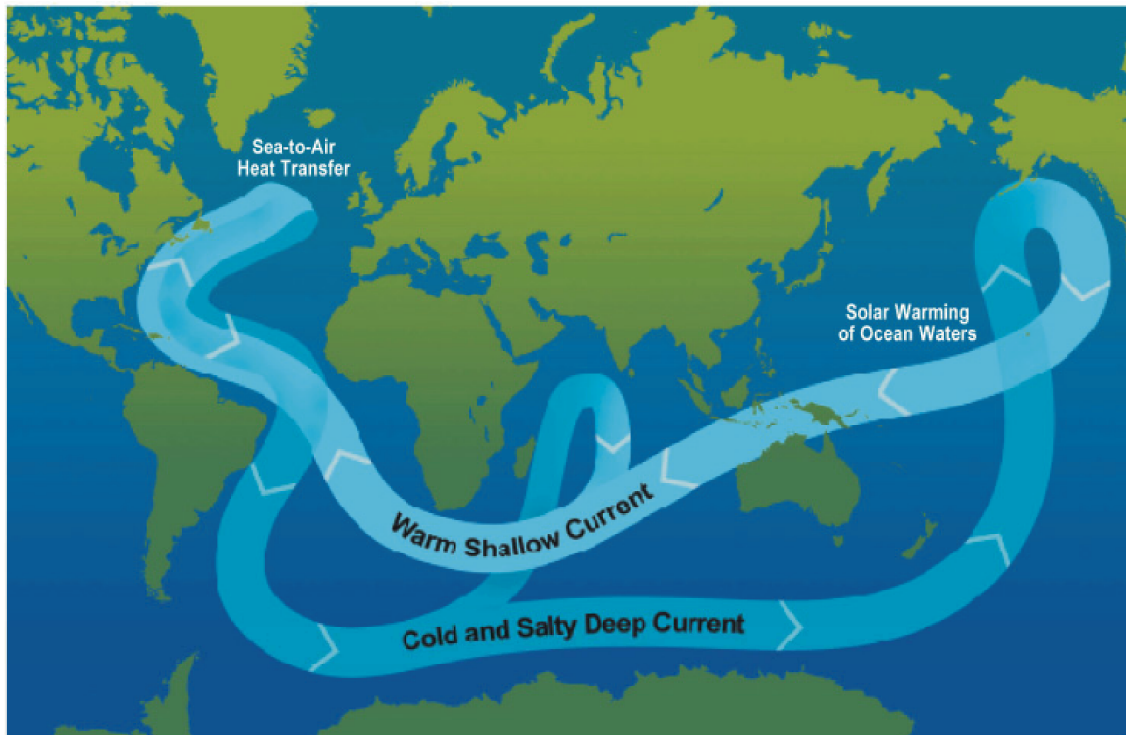 Sea-to-Air
Heat Transfer
Solar Warming
of Ocean Waters
Warm Shallow Current
Cold and Salty Deep Current